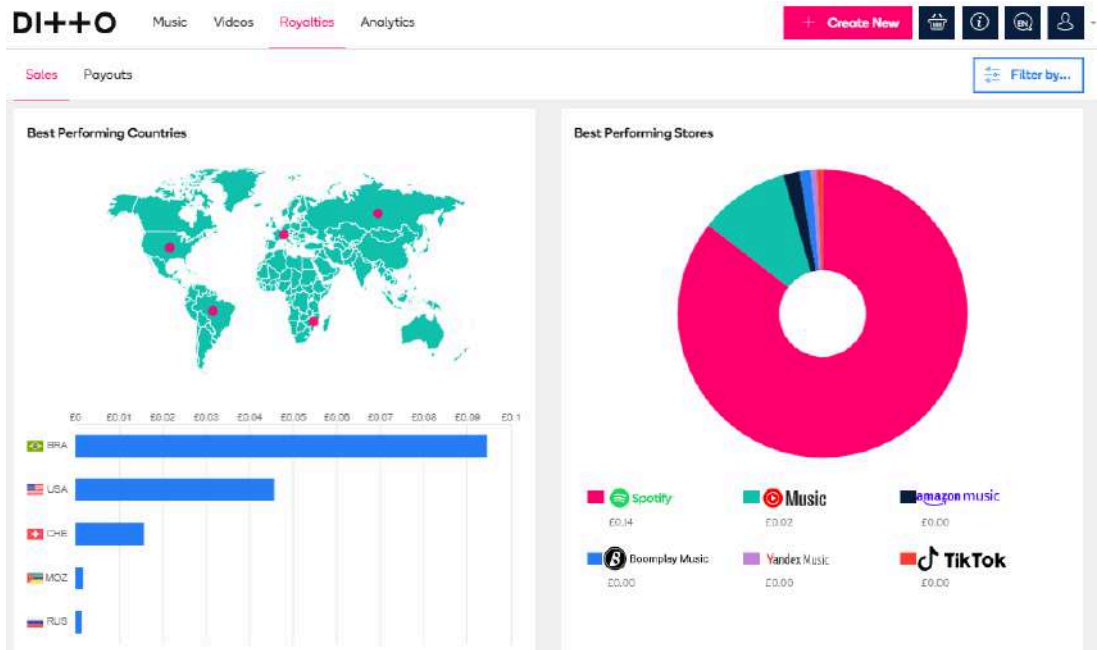 DI++O Music Videos Royalties Analytics + Create New EN
Sales Payouts Filter by...
Best Performing Countries
£0 £0.01 £0.02 £0.03 £0.04 £0.05 £0.06 £0.07 £0.08 £0.09 £0.1
BRA
USA
CHE
MOZ
RUS
Best Performing Stores
Spotify Music amazon music
£0.14 £0.02 £0.00
Boomplay Music Yandex Music TikTok
£0.00 £0.00 £0.00